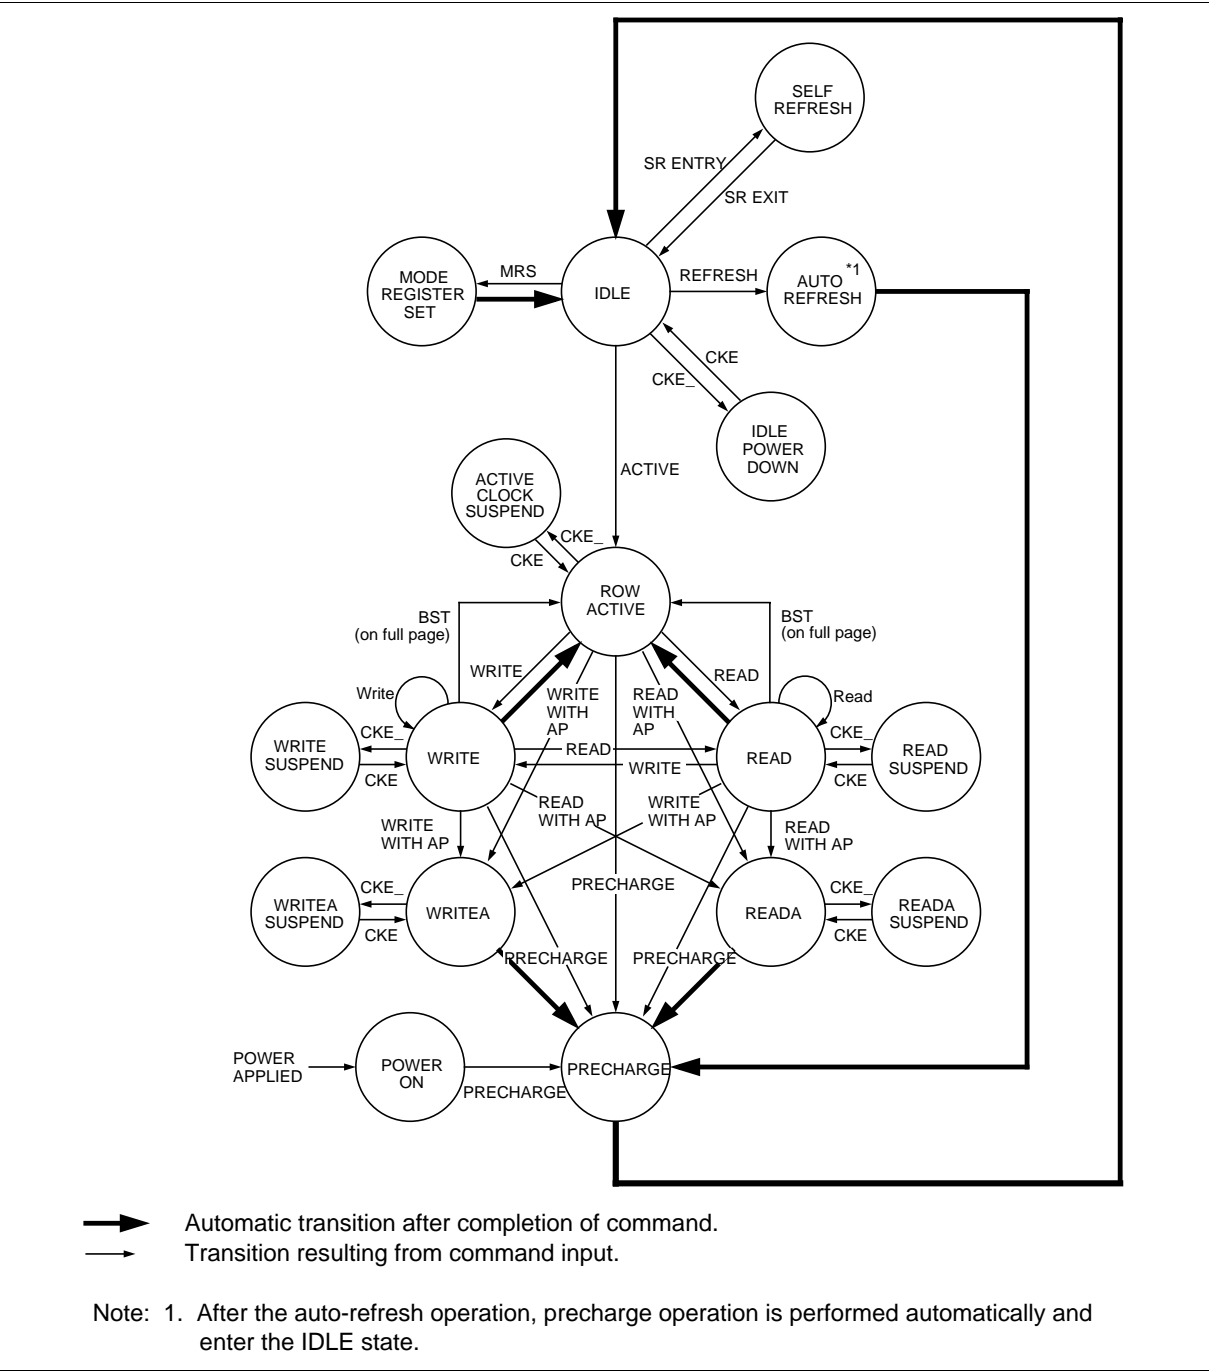 SELF
REFRESH
SR ENTRY
SR EXIT
MODE
REGISTER
SET
MRS
IDLE
REFRESH
AUTO *1
REFRESH
CKE
CKE_
IDLE
POWER
DOWN
ACTIVE
ACTIVE
CLOCK
SUSPEND
CKE_
CKE
ROW
ACTIVE
BST
(on full page)
BST
(on full page)
WRITE
READ
Write
WRITE
WITH
AP
READ
WITH
AP
Read
WRITE
SUSPEND
CKE_
CKE
WRITE
READ
WRITE
READ
CKE_
CKE
READ
SUSPEND
READ
WITH AP
WRITE
WITH AP
WRITE
WITH AP
READ
WITH AP
PRECHARGE
WRITEA
SUSPEND
CKE_
CKE
WRITEA
READA
CKE_
CKE
READA
SUSPEND
PRECHARGE
PRECHARGE
POWER
APPLIED
POWER
ON
PRECHARGE
PRECHARGE
Automatic transition after completion of command.
Transition resulting from command input.
Note: 1. After the auto-refresh operation, precharge operation is performed automatically and
enter the IDLE state.